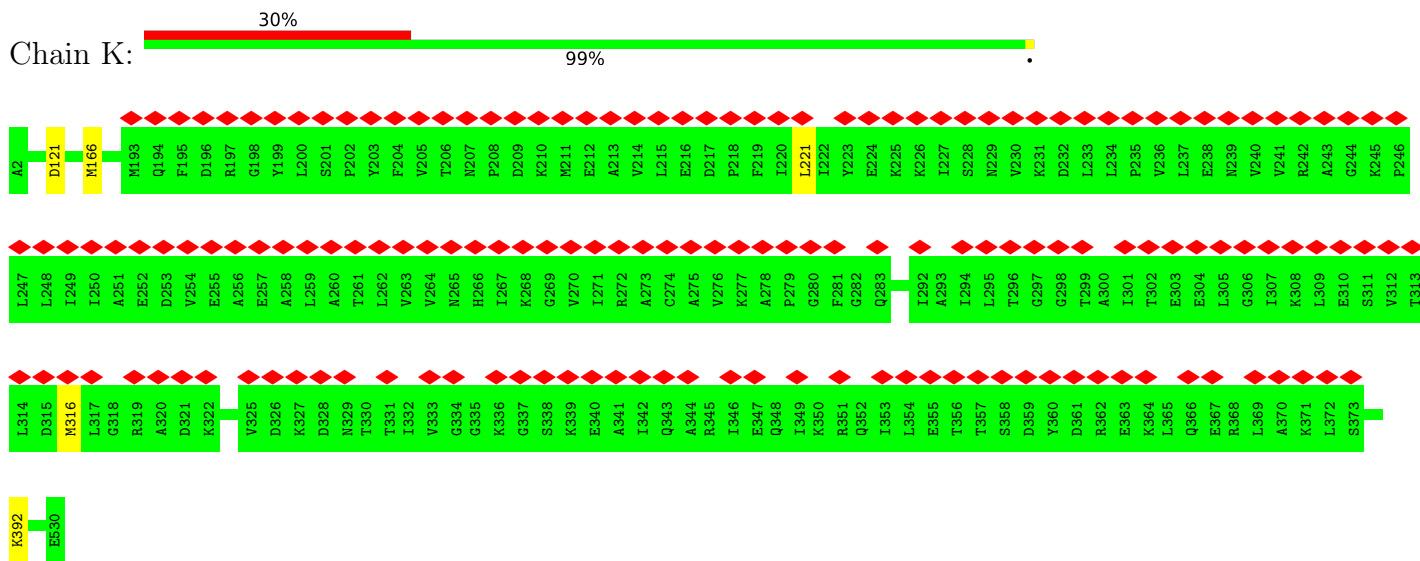 30%
Chain K:
99%
.
A2 D121 M166 M193 Q194 F195 D196 R197 G198 Y199 L200 S201 P202 Y203 F204 V205 T206 N207 P208 D209 K210 M211 E212 A213 V214 L215 E216 D217 P218 F219 I220 L221 I222 Y223 E224 K225 K226 I227 S228 N229 V230 K231 D232 L233 L234 P235 V236 L237 E238 N239 V240 V241 R242 A243 G244 K245 P246
L247 L248 I249 I250 A251 E252 D253 V254 E255 A256 E257 A258 L259 A260 T261 L262 V263 V264 N265 H266 I267 K268 G269 V270 I271 R272 A273 C274 A275 V276 K277 A278 P279 G280 F281 G282 Q283 I292 A293 I294 L295 T296 G297 G298 T299 A300 I301 T302 E303 E304 L305 G306 I307 K308 L309 E310 S311 V312 T313
L314 D315 M316 L317 G318 R319 A320 D321 K322 V325 D326 K327 D328 N329 T330 T331 I332 V333 G334 G335 K336 G337 S338 K339 E340 A341 I342 Q343 A344 R345 I346 E347 Q348 I349 K350 R351 Q352 I353 L354 E355 T356 T357 S358 D359 Y360 D361 R362 E363 K364 L365 Q366 E367 R368 L369 A370 K371 L372 S373
K392 E530